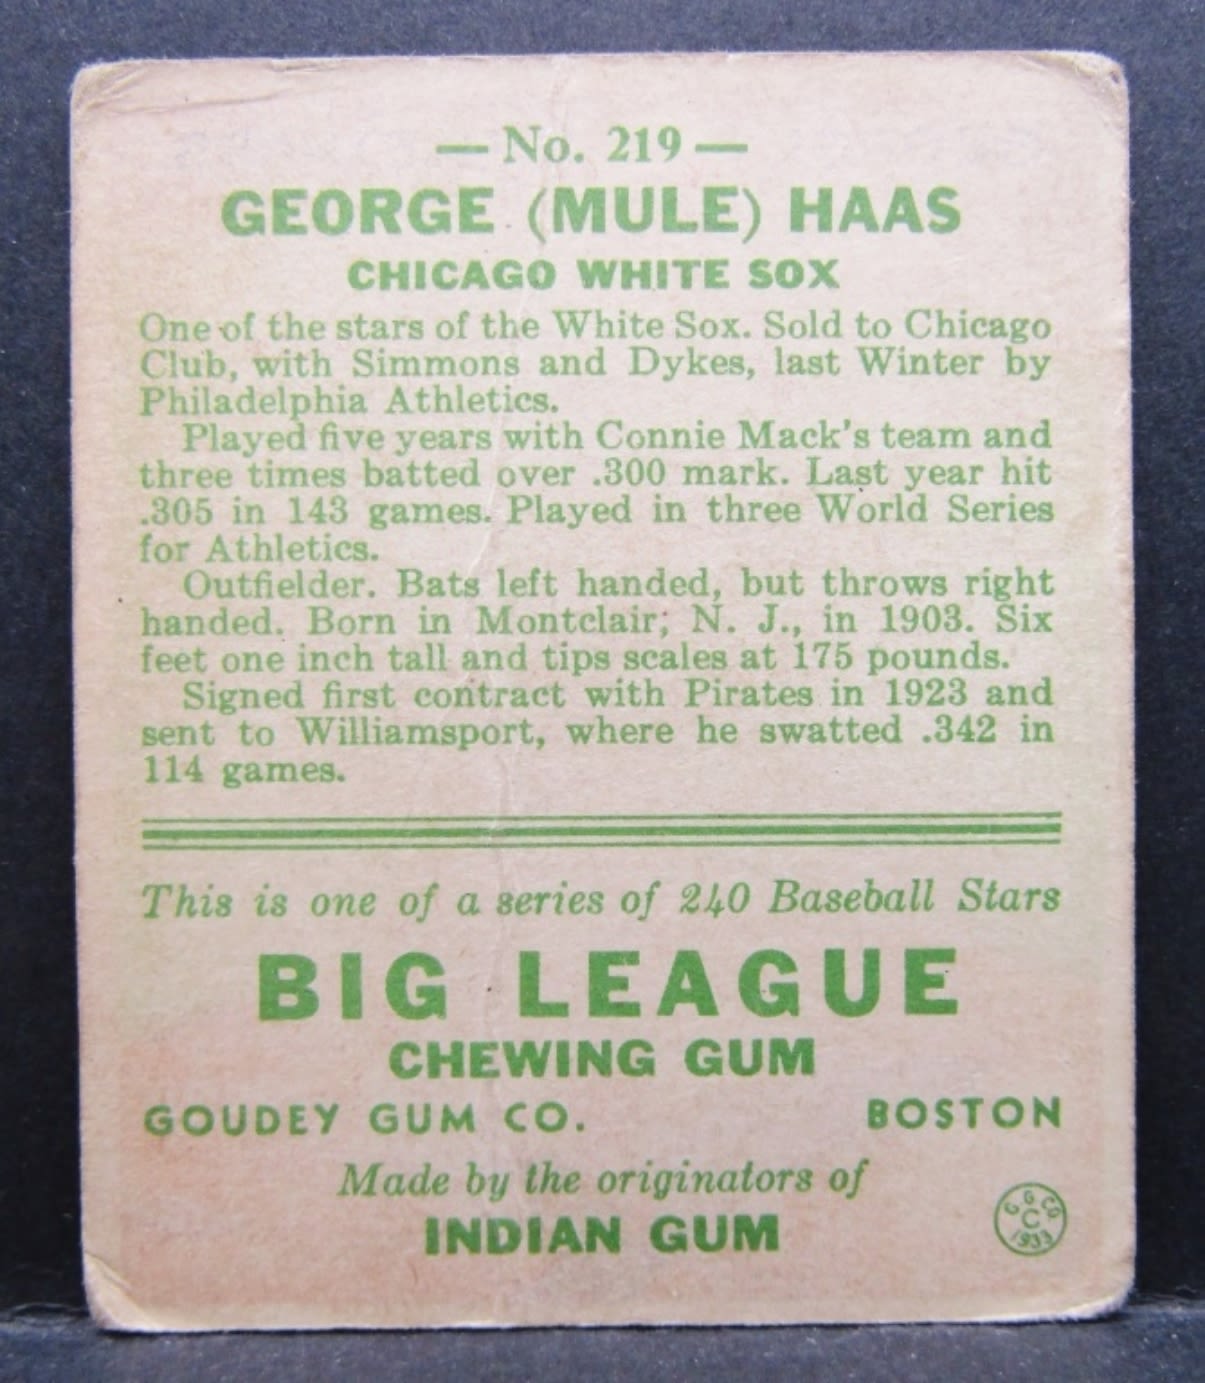 — No. 219 —
GEORGE (MULE) HAAS
CHICAGO WHITE SOX
One of the stars of the White Sox. Sold to Chicago
Club, with Simmons and Dykes, last Winter by
Philadelphia Athletics.
Played five years with Connie Mack's team and
three times batted over .300 mark. Last year hit
.305 in 143 games. Played in three World Series
for Athletics.
Outfielder. Bats left handed, but throws right
handed. Born in Montclair, N. J., in 1903. Six
feet one inch tall and tips scales at 175 pounds.
Signed first contract with Pirates in 1923 and
sent to Williamsport, where he swatted .342 in
114 games.
This is one of a series of 240 Baseball Stars
BIG LEAGUE
CHEWING GUM
GOUDEY GUM CO. BOSTON
Made by the originators of
INDIAN GUM
G. G. CO.
C
1933